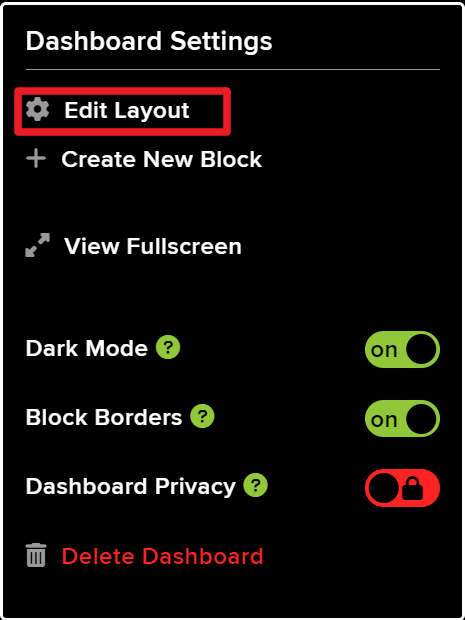 Dashboard Settings
Edit Layout
Create New Block
View Fullscreen
Dark Mode ? on
Block Borders ? on
Dashboard Privacy ?
Delete Dashboard